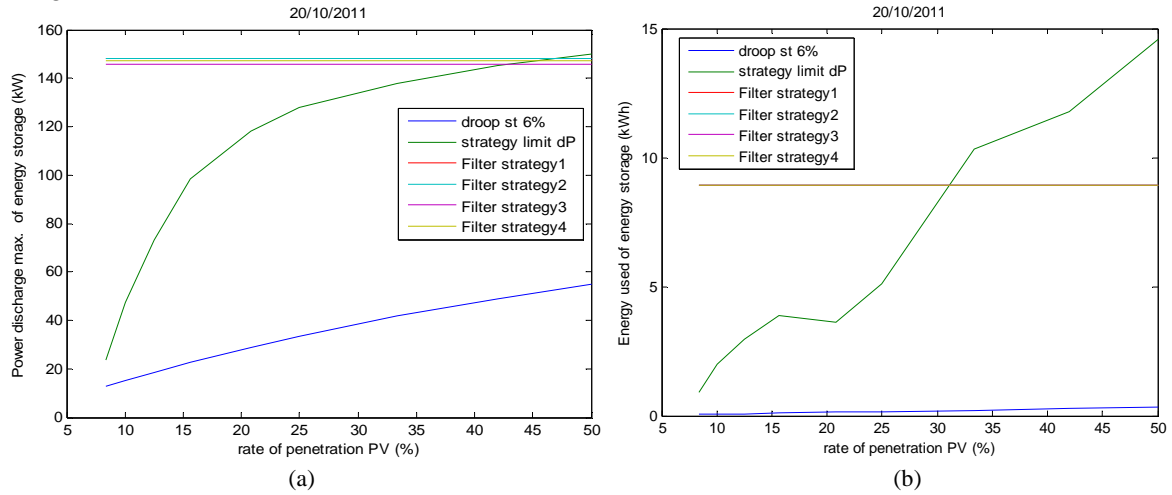 20/10/2011
160
140
120
100
80
60
40
20
0
5 10 15 20 25 30 35 40 45 50
Power discharge max. of energy storage (kW)
rate of penetration PV (%)
droop st 6%
strategy limit dP
Filter strategy1
Filter strategy2
Filter strategy3
Filter strategy4
(a)
20/10/2011
15
10
5
0
5 10 15 20 25 30 35 40 45 50
Energy used of energy storage (kWh)
rate of penetration PV (%)
droop st 6%
strategy limit dP
Filter strategy1
Filter strategy2
Filter strategy3
Filter strategy4
(b)